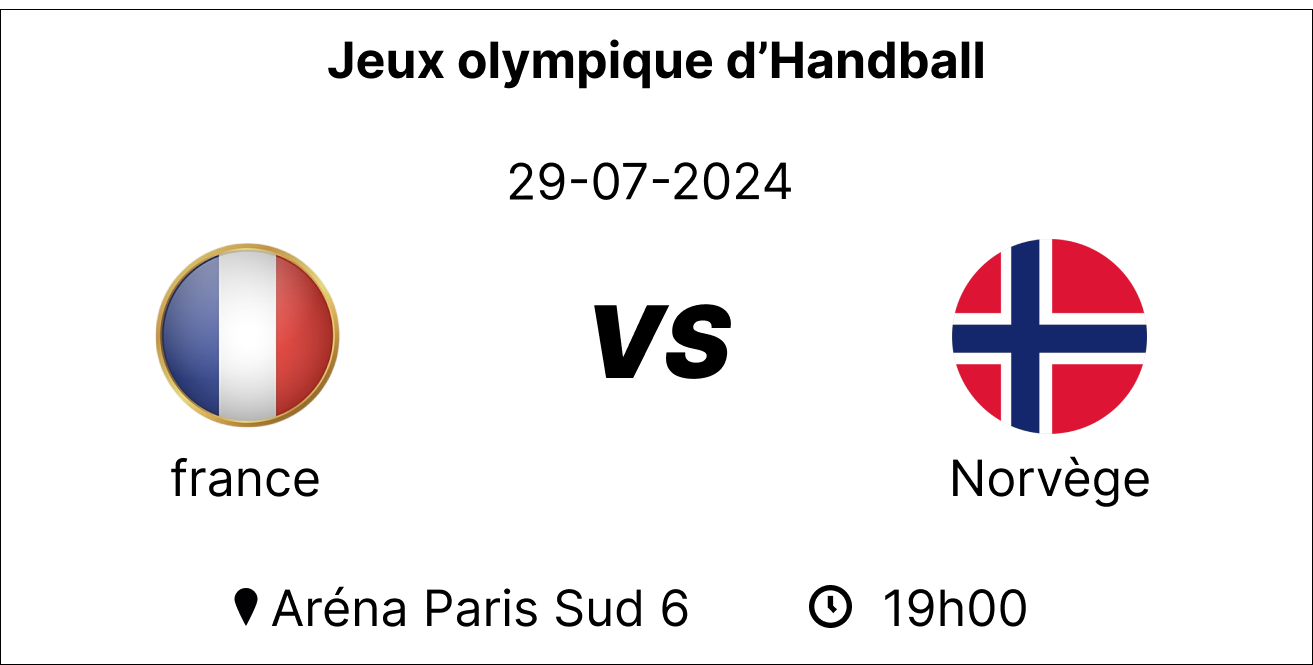 Jeux olympique d’Handball
29-07-2024
vs
france
Norvège
Aréna Paris Sud 6
19h00